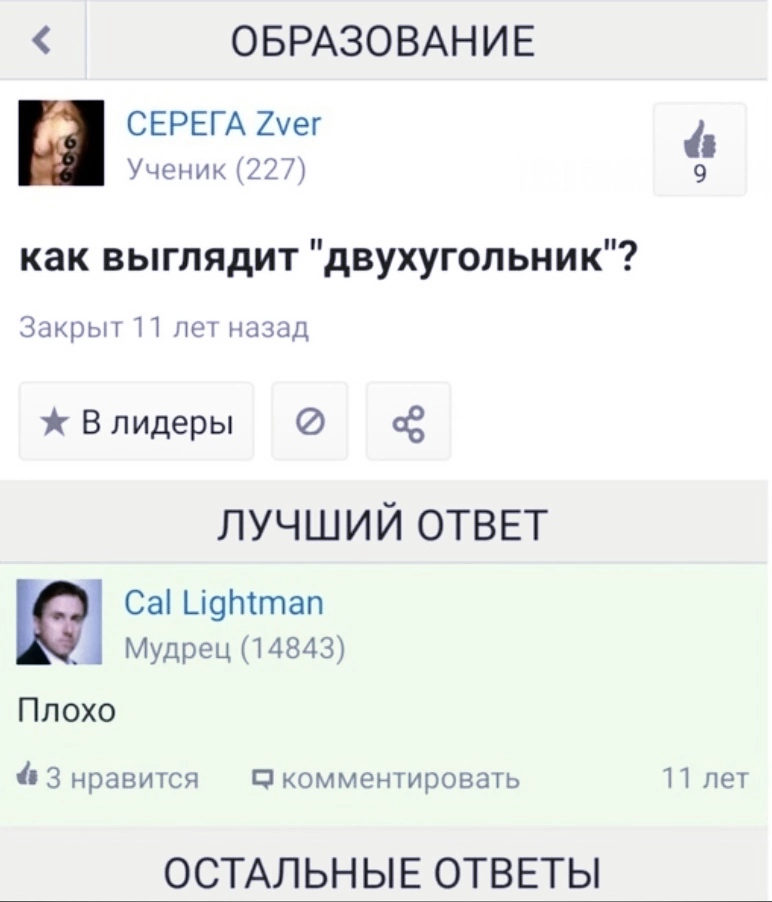 ОБРАЗОВАНИЕ
СЕРЕГА Zver
Ученик (227)
9
как выглядит "двухугольник"?
Закрыт 11 лет назад
В лидеры
ЛУЧШИЙ ОТВЕТ
Cal Lightman
Мудрец (14843)
Плохо
3 нравится комментировать 11 лет
ОСТАЛЬНЫЕ ОТВЕТЫ